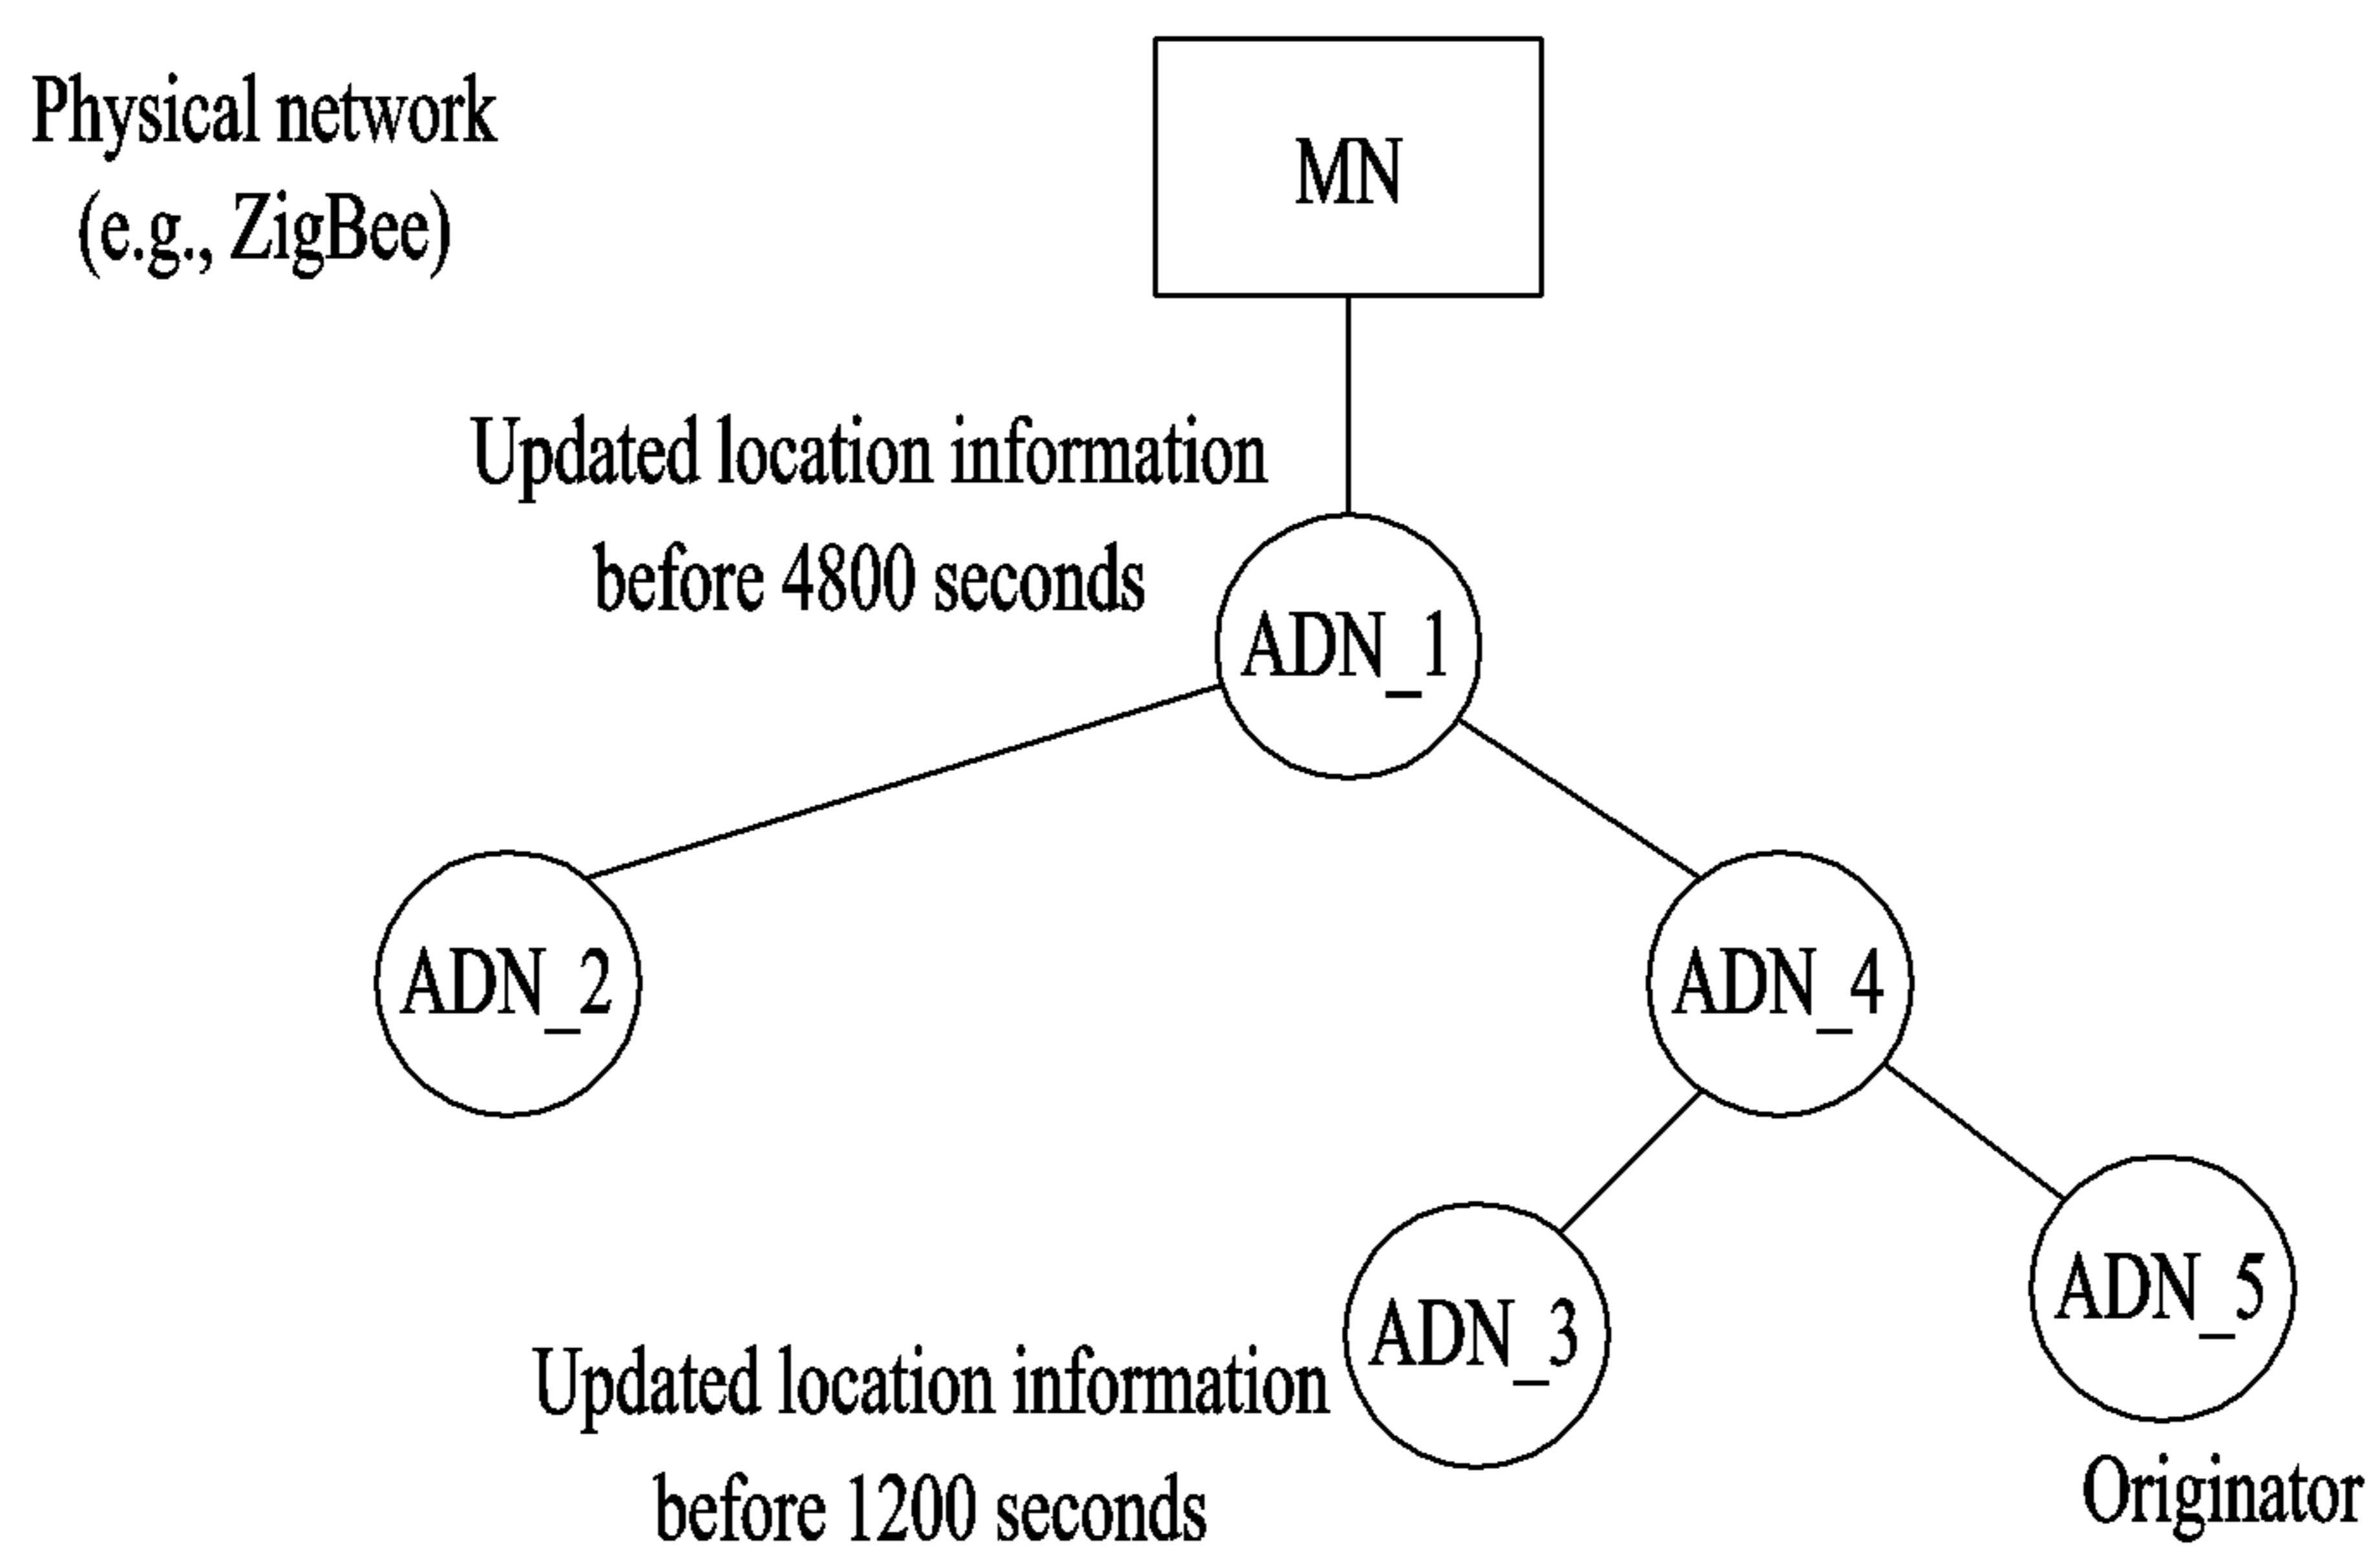 Physical network
(e.g., ZigBee)
MN
Updated location information
before 4800 seconds
ADN_1
ADN_2
ADN_4
ADN_3
ADN_5
Updated location information
before 1200 seconds
Originator